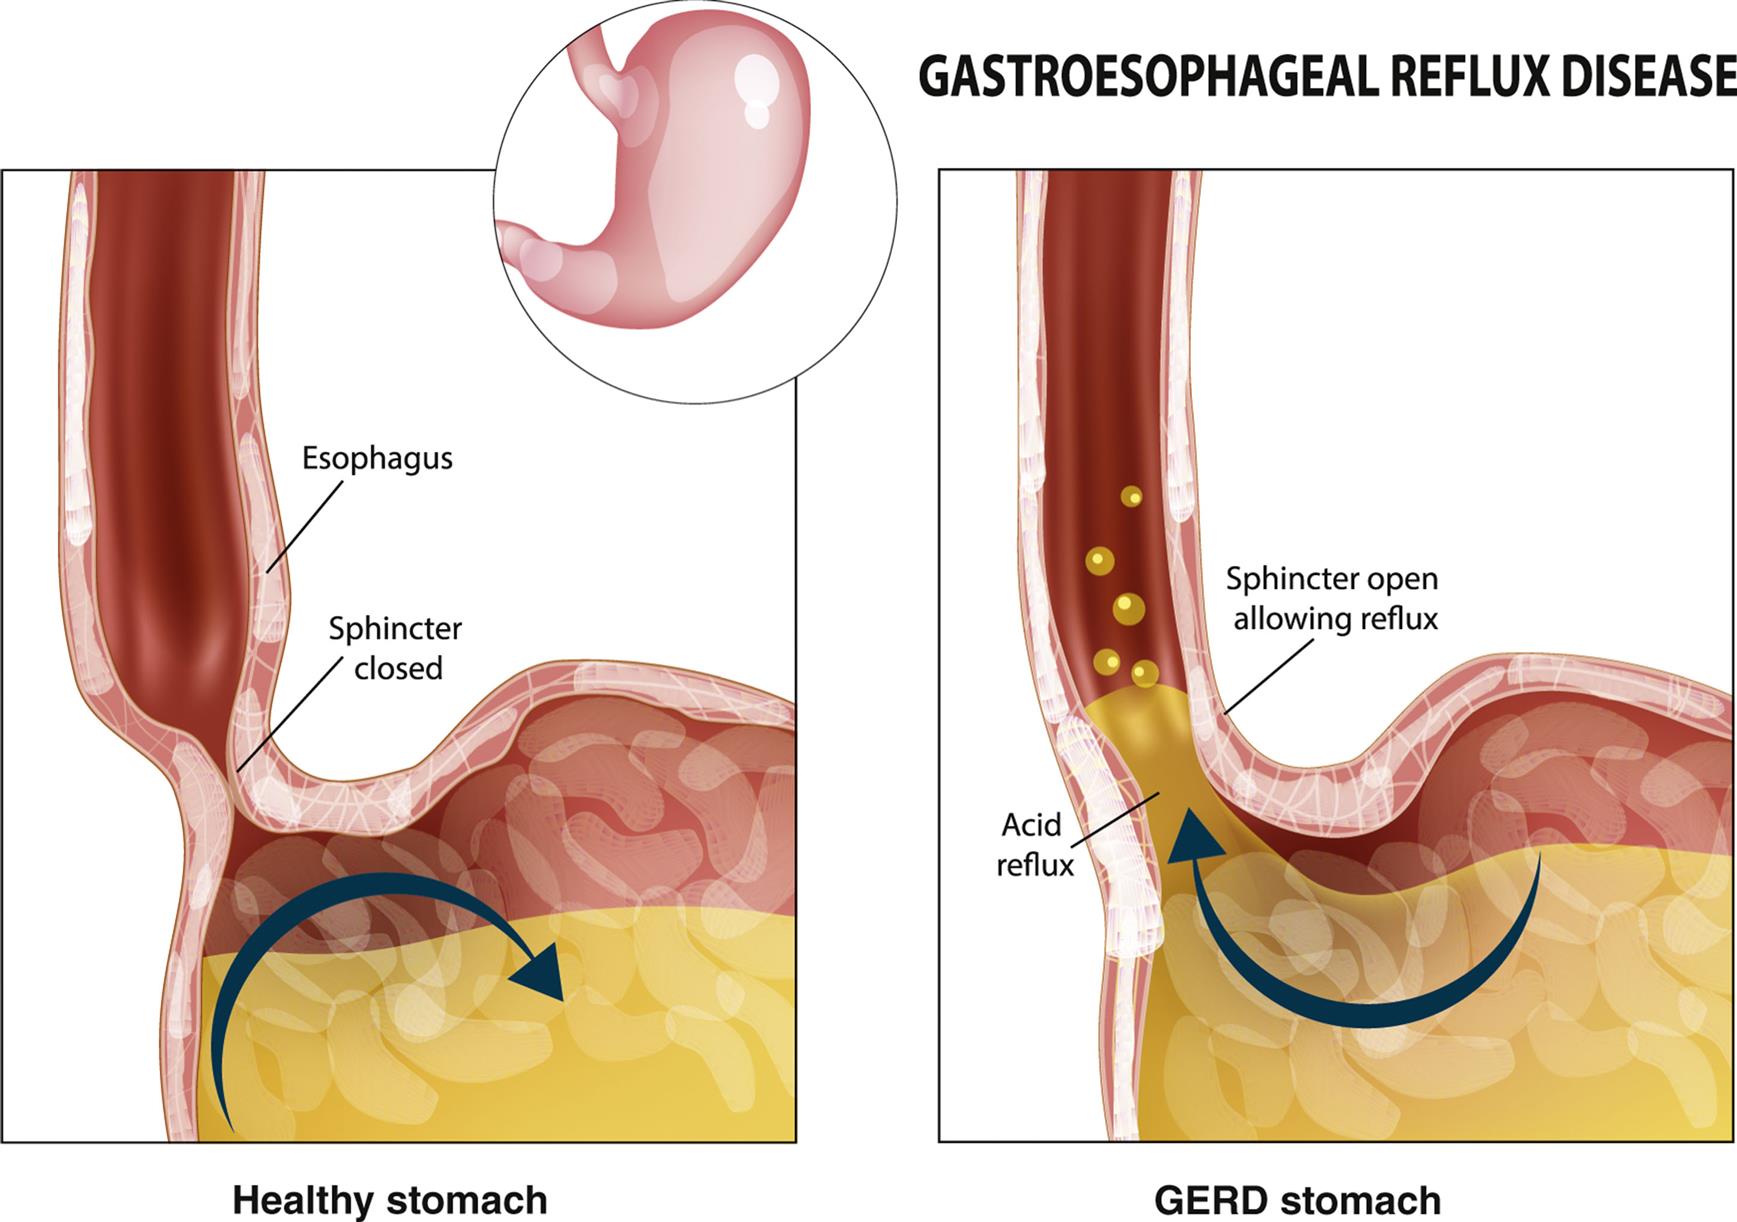 GASTROESOPHAGEAL REFLUX DISEASE
Esophagus
Sphincter
closed
Healthy stomach
Sphincter open
allowing reflux
Acid
reflux
GERD stomach